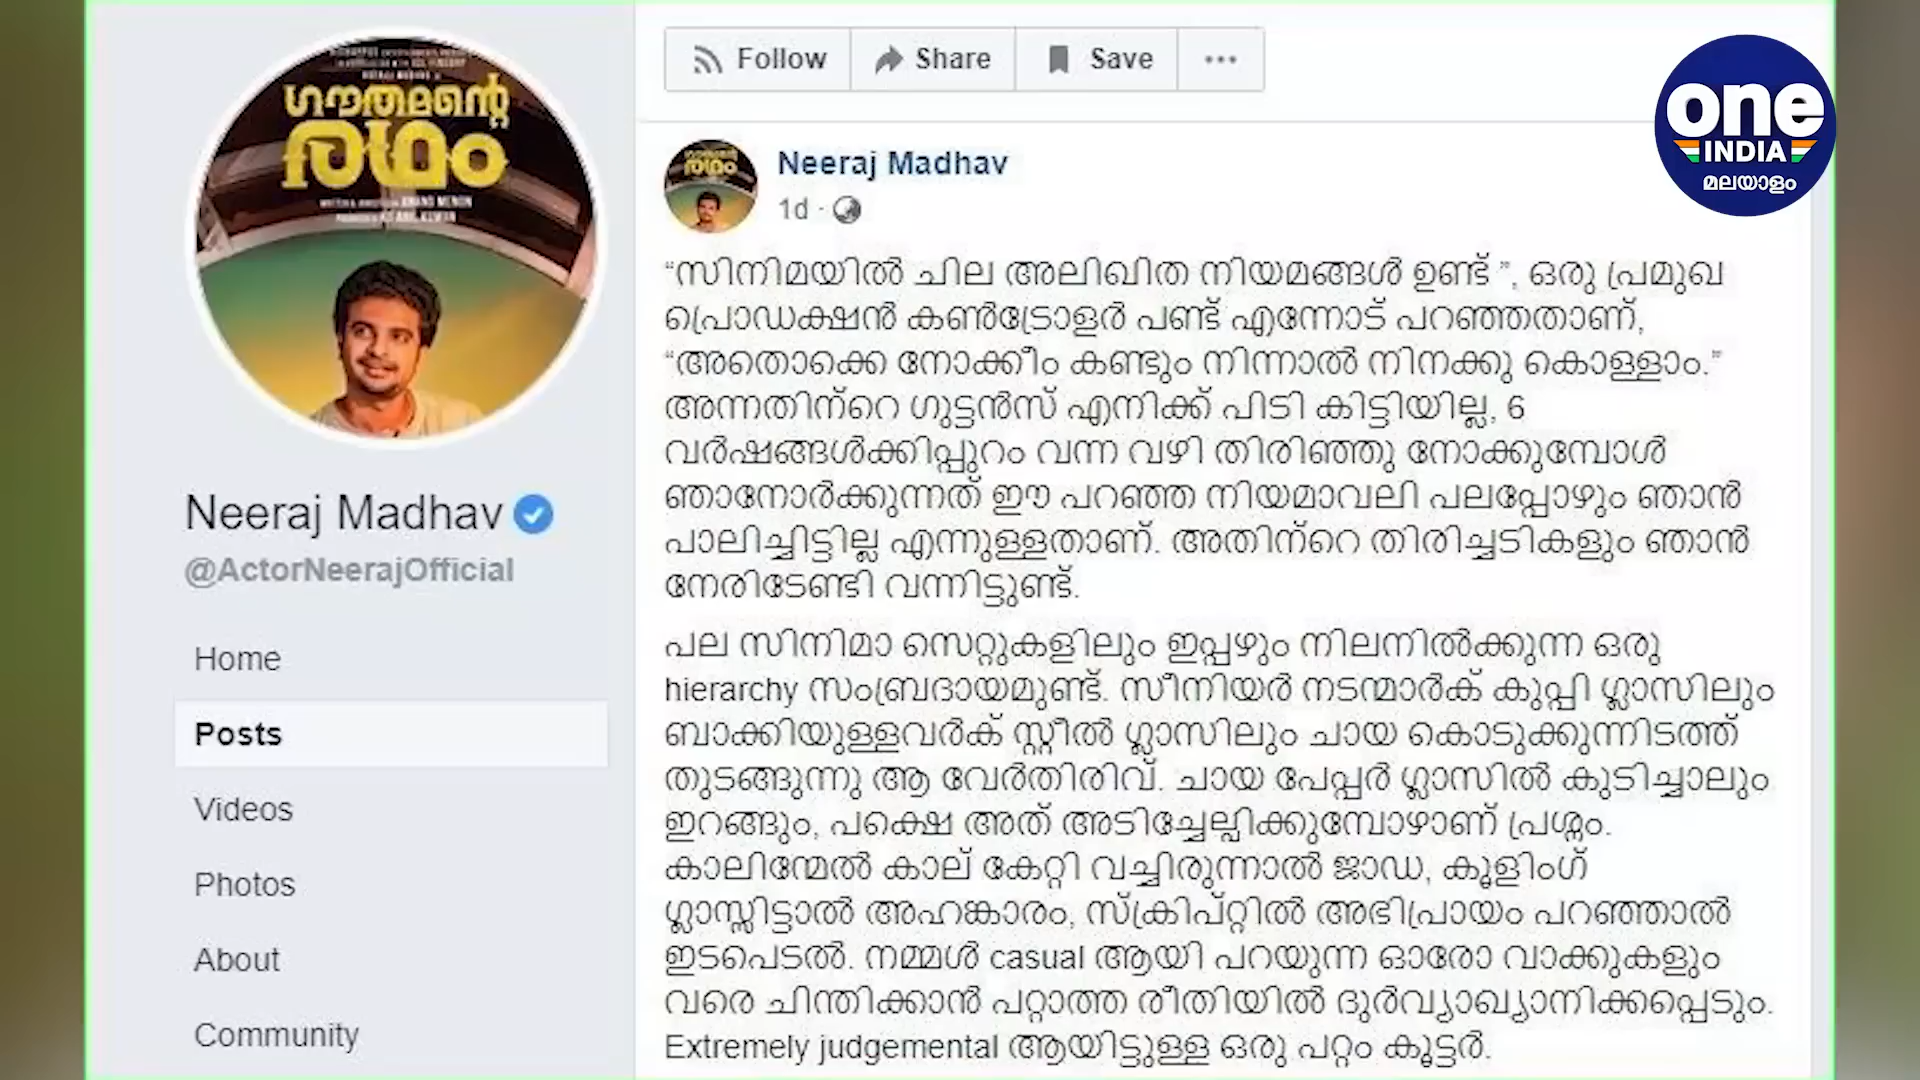 ഗൗതമന്റെ
രഥം
Neeraj Madhav
@ActorNeerajOfficial
Home
Posts
Videos
Photos
About
Community
Follow
Share
Save
Neeraj Madhav
1d
“സിനിമയിൽ ചില അലിഖിത നിയമങ്ങൾ ഉണ്ട് ”, ഒരു പ്രമുഖ
പ്രൊഡക്ഷൻ കൺട്രോളർ പണ്ട് എന്നോട് പറഞ്ഞതാണ്,
“അതൊക്കെ നോക്കീം കണ്ടും നിന്നാൽ നിനക്കു കൊള്ളാം.”
അന്നതിന്റെ ഗുട്ടൻസ് എനിക്ക് പിടി കിട്ടിയില്ല, 6
വർഷങ്ങൾക്കിപ്പുറം വന്ന വഴി തിരിഞ്ഞു നോക്കുമ്പോൾ
ഞാനോർക്കുന്നത് ഈ പറഞ്ഞ നിയമാവലി പലപ്പോഴും ഞാൻ
പാലിച്ചിട്ടില്ല എന്നുള്ളതാണ്. അതിന്റെ തിരിച്ചടികളും ഞാൻ
നേരിടേണ്ടി വന്നിട്ടുണ്ട്.
പല സിനിമാ സെറ്റുകളിലും ഇപ്പഴും നിലനിൽക്കുന്ന ഒരു
hierarchy സംബ്രദായമുണ്ട്. സീനിയർ നടന്മാർക് കുപ്പി ഗ്ലാസിലും
ബാക്കിയുള്ളവർക് സ്റ്റീൽ ഗ്ലാസിലും ചായ കൊടുക്കുന്നിടത്ത്
തുടങ്ങുന്നു ആ വേർതിരിവ്. ചായ പേപ്പർ ഗ്ലാസിൽ കുടിച്ചാലും
ഇറങ്ങും, പക്ഷെ അത് അടിച്ചേല്പിക്കുമ്പോഴാണ് പ്രശ്നം.
കാലിന്മേൽ കാല് കേറ്റി വച്ചിരുന്നാൽ ജാഡ, കൂളിംഗ്
ഗ്ലാസ്സിട്ടാൽ അഹങ്കാരം, സ്ക്രിപ്റ്റിൽ അഭിപ്രായം പറഞ്ഞാൽ
ഇടപെടൽ. നമ്മൾ casual ആയി പറയുന്ന ഓരോ വാക്കുകളും
വരെ ചിന്തിക്കാൻ പറ്റാത്ത രീതിയിൽ ദുർവ്യാഖ്യാനിക്കപ്പെടും.
Extremely judgemental ആയിട്ടുള്ള ഒരു പറ്റം കൂട്ടർ.
one
INDIA
മലയാളം